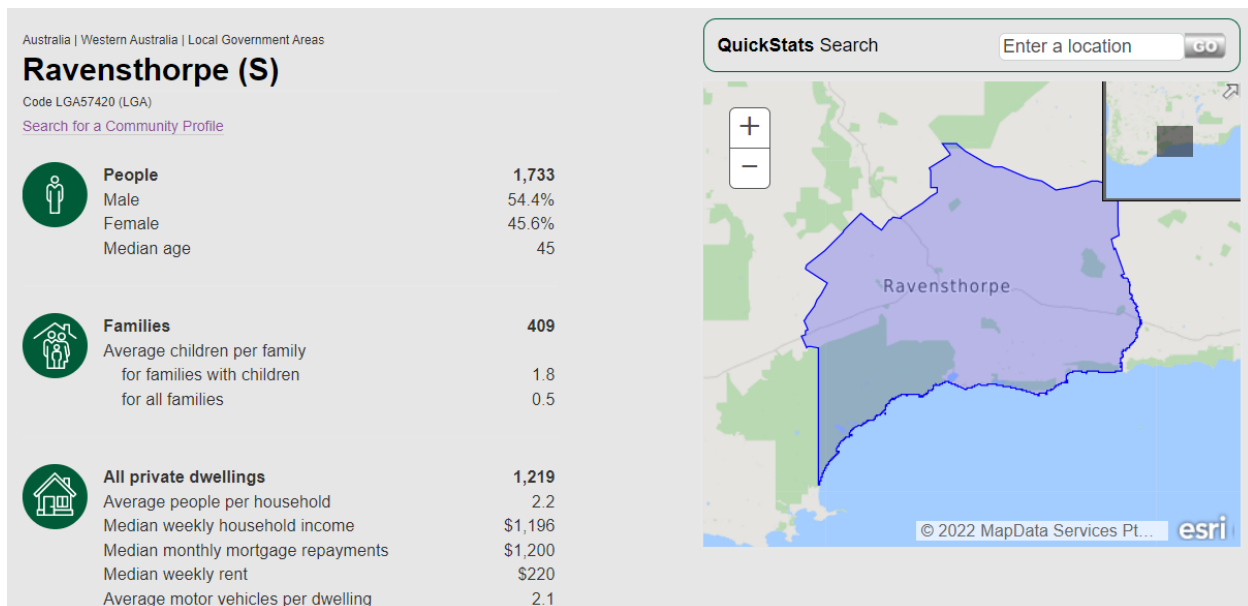 Australia | Western Australia | Local Government Areas
Ravensthorpe (S)
Code LGA57420 (LGA)
Search for a Community Profile
People 1,733
Male 54.4%
Female 45.6%
Median age 45
Families 409
Average children per family
for families with children 1.8
for all families 0.5
All private dwellings 1,219
Average people per household 2.2
Median weekly household income $1,196
Median monthly mortgage repayments $1,200
Median weekly rent $220
Average motor vehicles per dwelling 2.1
QuickStats Search Enter a location GO
+
−
Ravensthorpe
© 2022 MapData Services Pt... esri